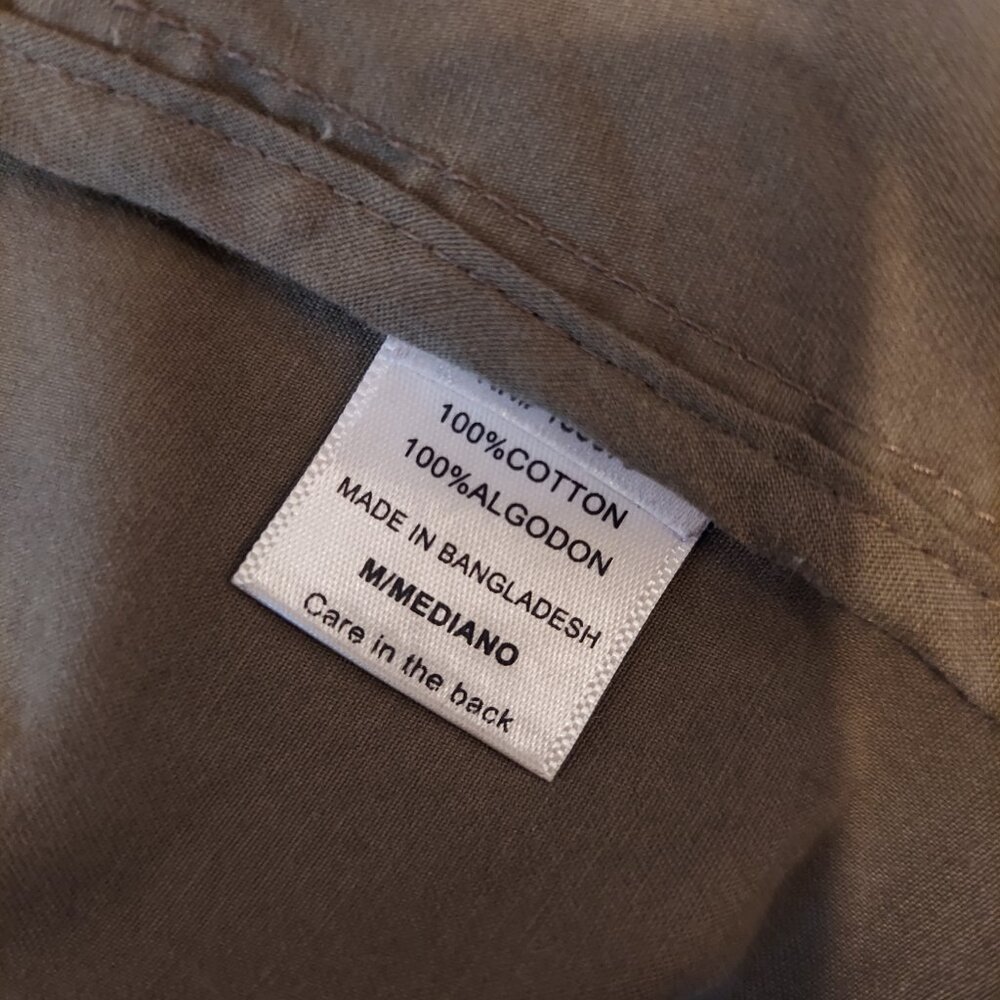 100%COTTON
100%ALGODON
MADE IN BANGLADESH
M/MEDIANO
Care in the back